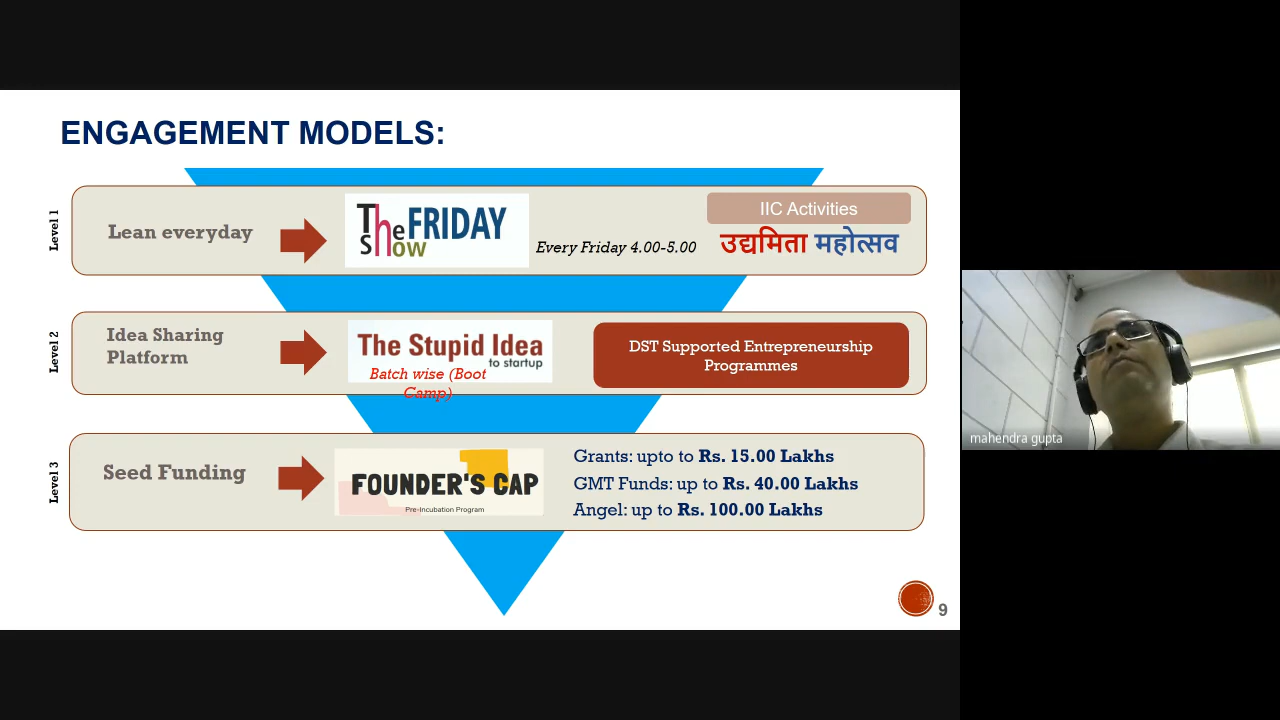 ENGAGEMENT MODELS:
Level 1
Lean everyday
The FRIDAY
show
Every Friday 4.00-5.00
IIC Activities
उद्यमिता महोत्सव
Level 2
Idea Sharing
Platform
The Stupid Idea
to startup
Batch wise (Boot
Camp)
DST Supported Entrepreneurship
Programmes
Level 3
Seed Funding
FOUNDER'S CAP
Pre-Incubation Program
Grants: upto to Rs. 15.00 Lakhs
GMT Funds: up to Rs. 40.00 Lakhs
Angel: up to Rs. 100.00 Lakhs
9
mahendra gupta